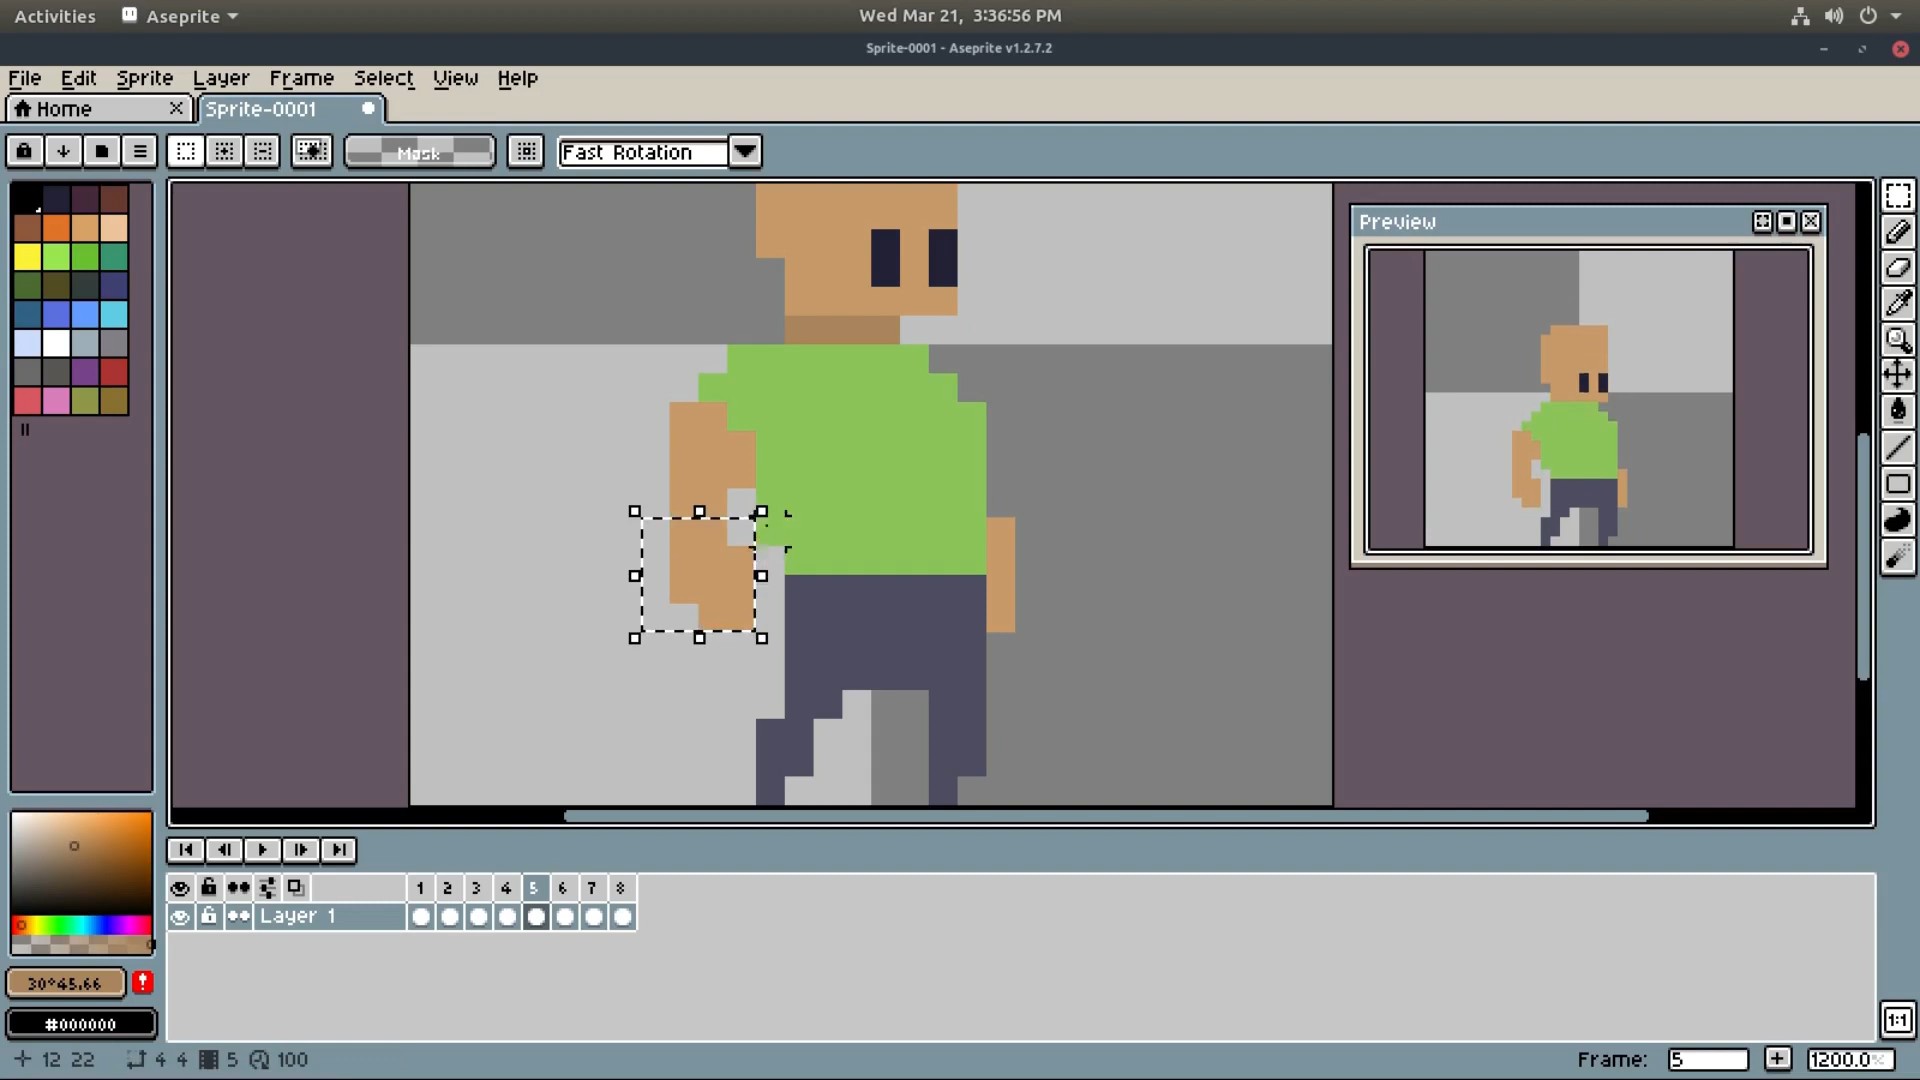 Activities Aseprite Wed Mar 21, 3:36:56 PM
Sprite-0001 - Aseprite v1.2.7.2
File Edit Sprite Layer Frame Select View Help
Home Sprite-0001
Mask Fast Rotation
Preview
1 2 3 4 5 6 7 8
Layer 1
30°45.66
#000000
1:1
12 22 4 4 5 100 Frame: 5 1200.0%